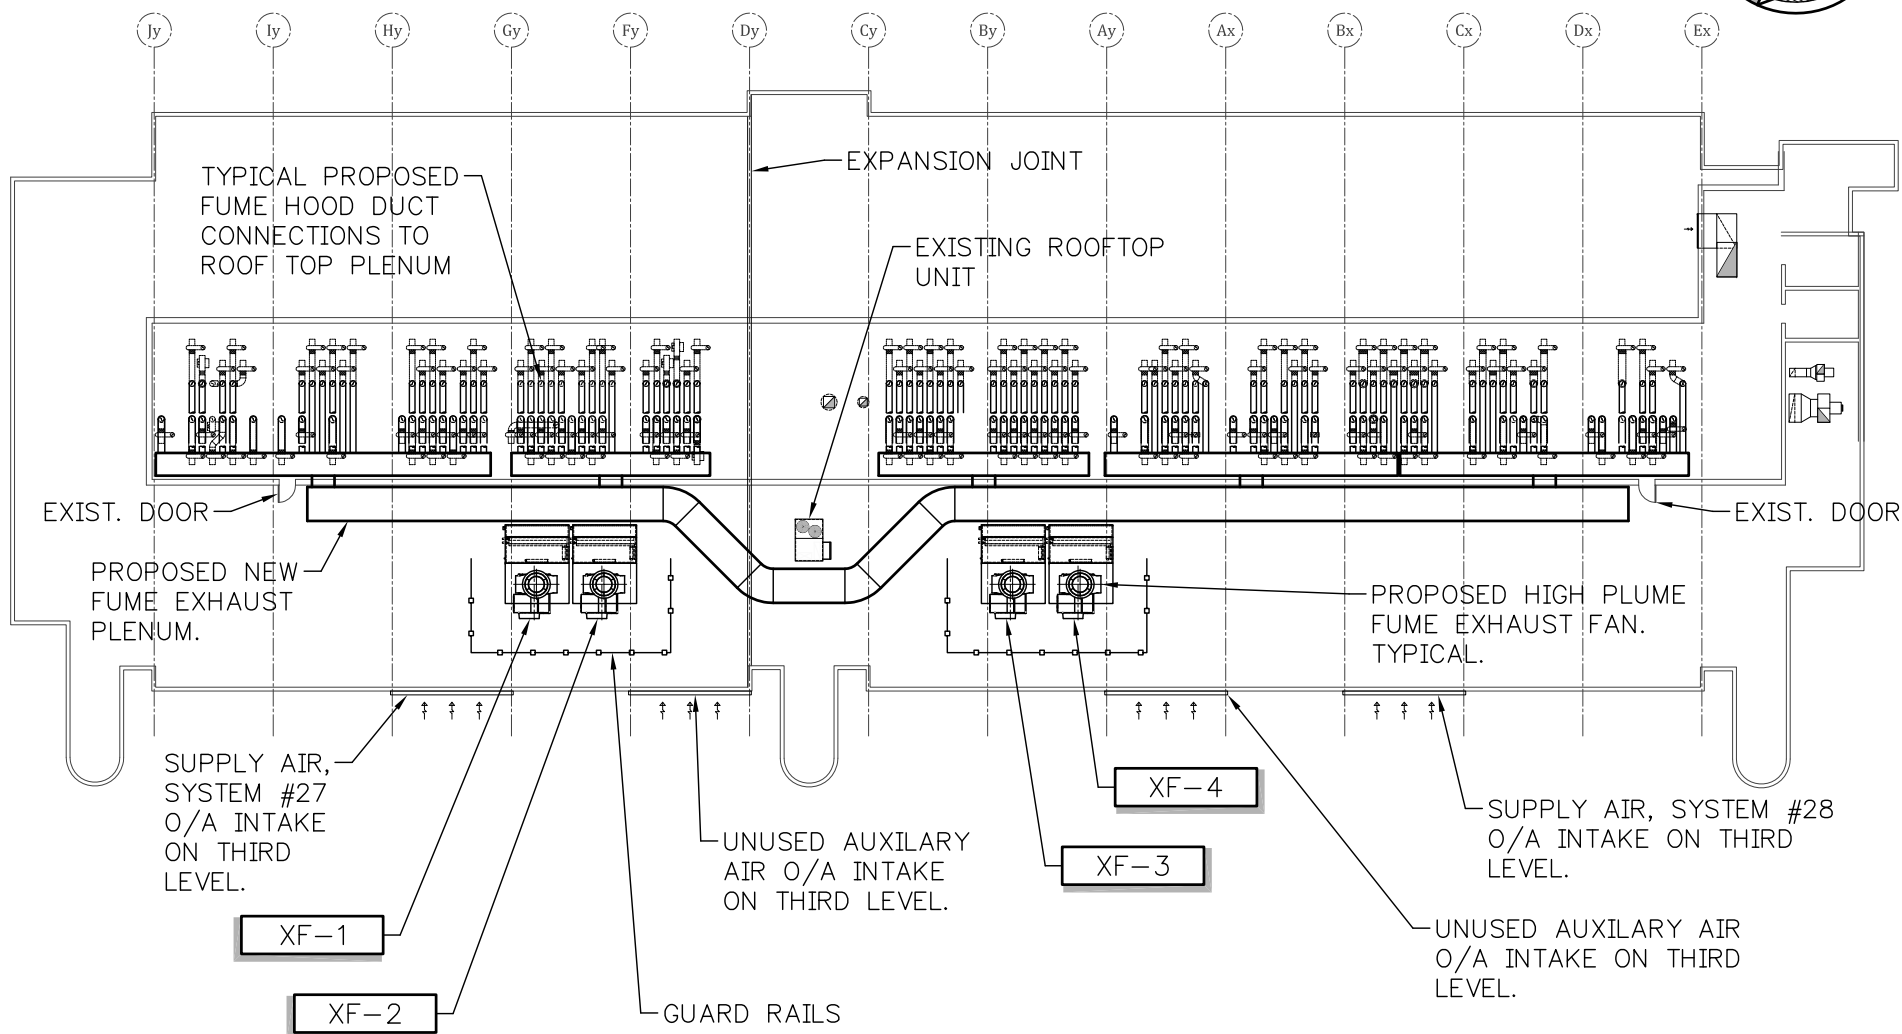 Jy
Iy
Hy
Gy
Fy
Dy
Cy
By
Ay
Ax
Bx
Cx
Dx
Ex
TYPICAL PROPOSED
FUME HOOD DUCT
CONNECTIONS TO
ROOF TOP PLENUM
EXPANSION JOINT
EXISTING ROOFTOP
UNIT
EXIST. DOOR
EXIST. DOOR
PROPOSED NEW
FUME EXHAUST
PLENUM.
PROPOSED HIGH PLUME
FUME EXHAUST FAN.
TYPICAL.
SUPPLY AIR,
SYSTEM #27
O/A INTAKE
ON THIRD
LEVEL.
XF-1
XF-2
GUARD RAILS
UNUSED AUXILARY
AIR O/A INTAKE
ON THIRD LEVEL.
XF-4
XF-3
SUPPLY AIR, SYSTEM #28
O/A INTAKE ON THIRD
LEVEL.
UNUSED AUXILARY AIR
O/A INTAKE ON THIRD
LEVEL.